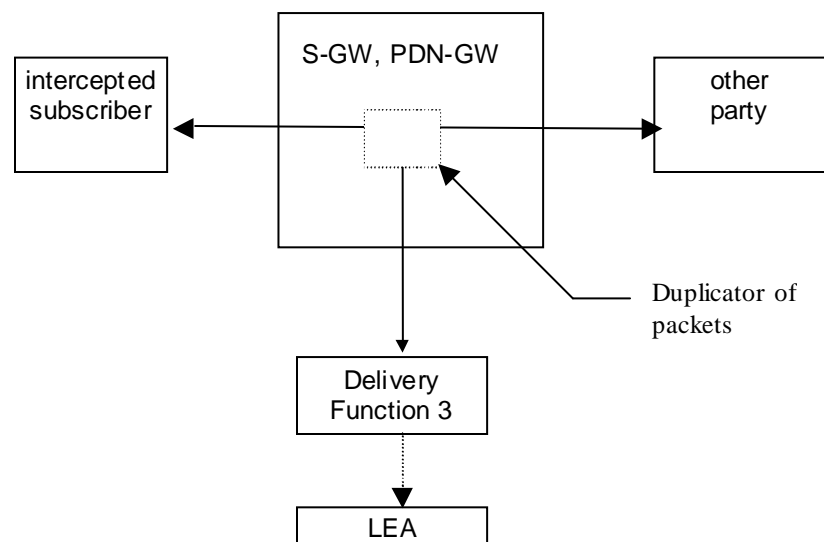 S-GW, PDN-GW
intercepted
subscriber
other
party
Duplicator of
packets
Delivery
Function 3
LEA